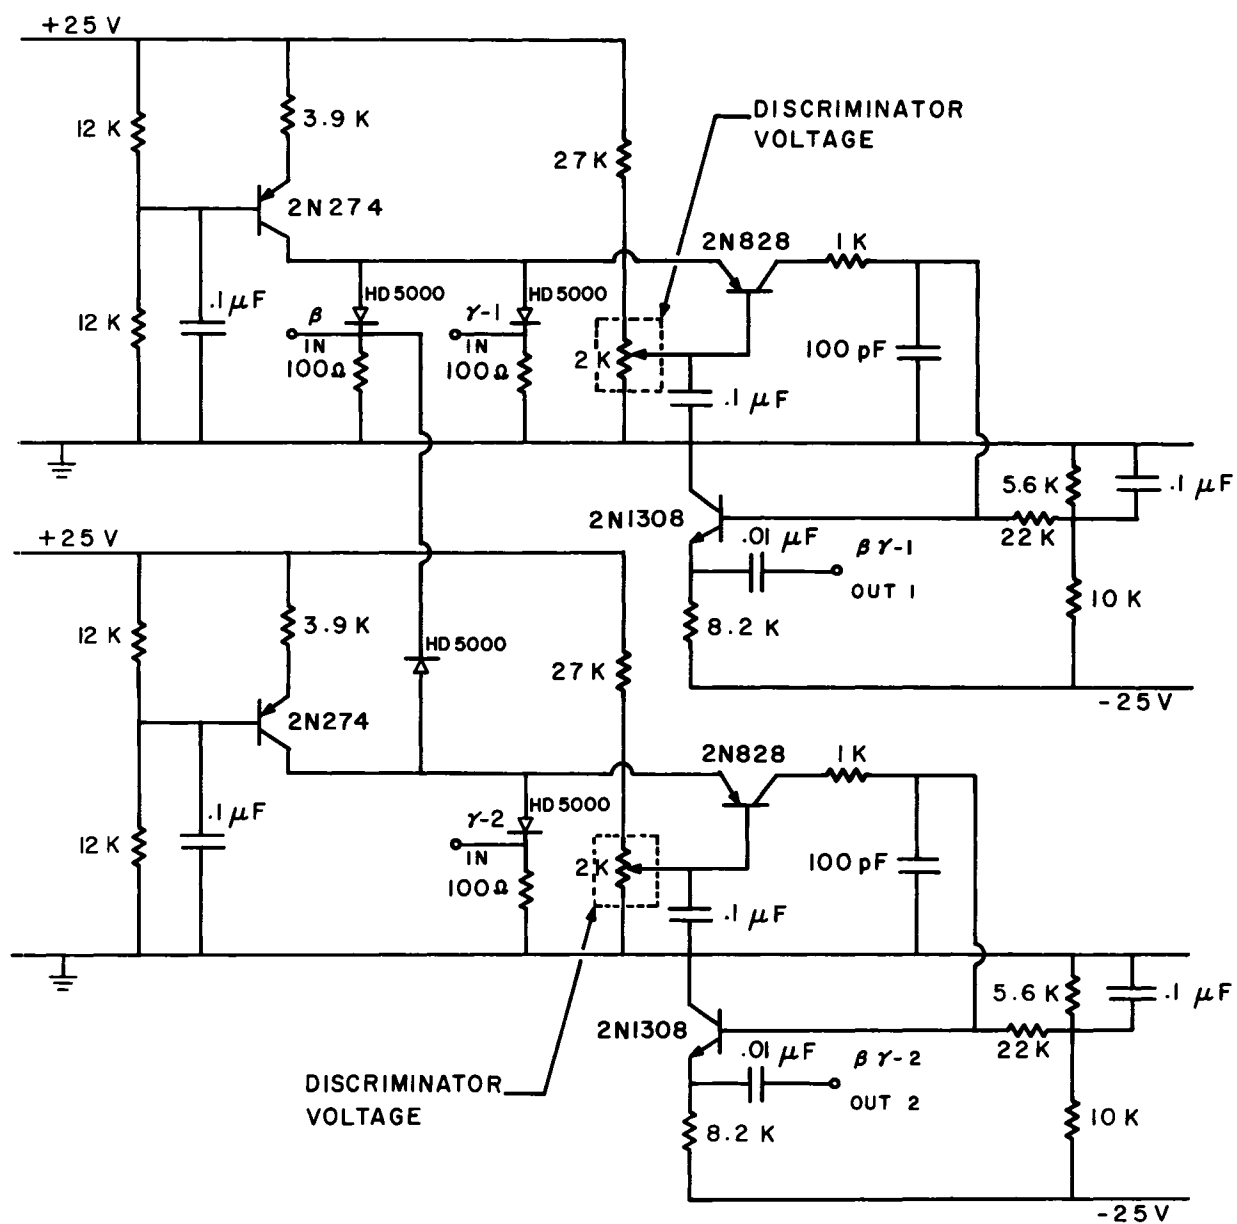 +25 V
12 K
3.9 K
27 K
DISCRIMINATOR
VOLTAGE
2N274
2N828
1 K
.1 µF
HD 5000
HD 5000
12 K
β
IN
100Ω
γ-1
IN
100Ω
2 K
100 pF
.1 µF
5.6 K
.1 µF
2N1308
22 K
+25 V
.01 µF
βγ-1
OUT 1
10 K
12 K
3.9 K
8.2 K
HD 5000
27 K
-25 V
2N274
2N828
1 K
.1 µF
HD 5000
12 K
γ-2
IN
100Ω
2 K
100 pF
.1 µF
5.6 K
.1 µF
2N1308
22 K
.01 µF
βγ-2
OUT 2
DISCRIMINATOR
VOLTAGE
8.2 K
10 K
-25 V